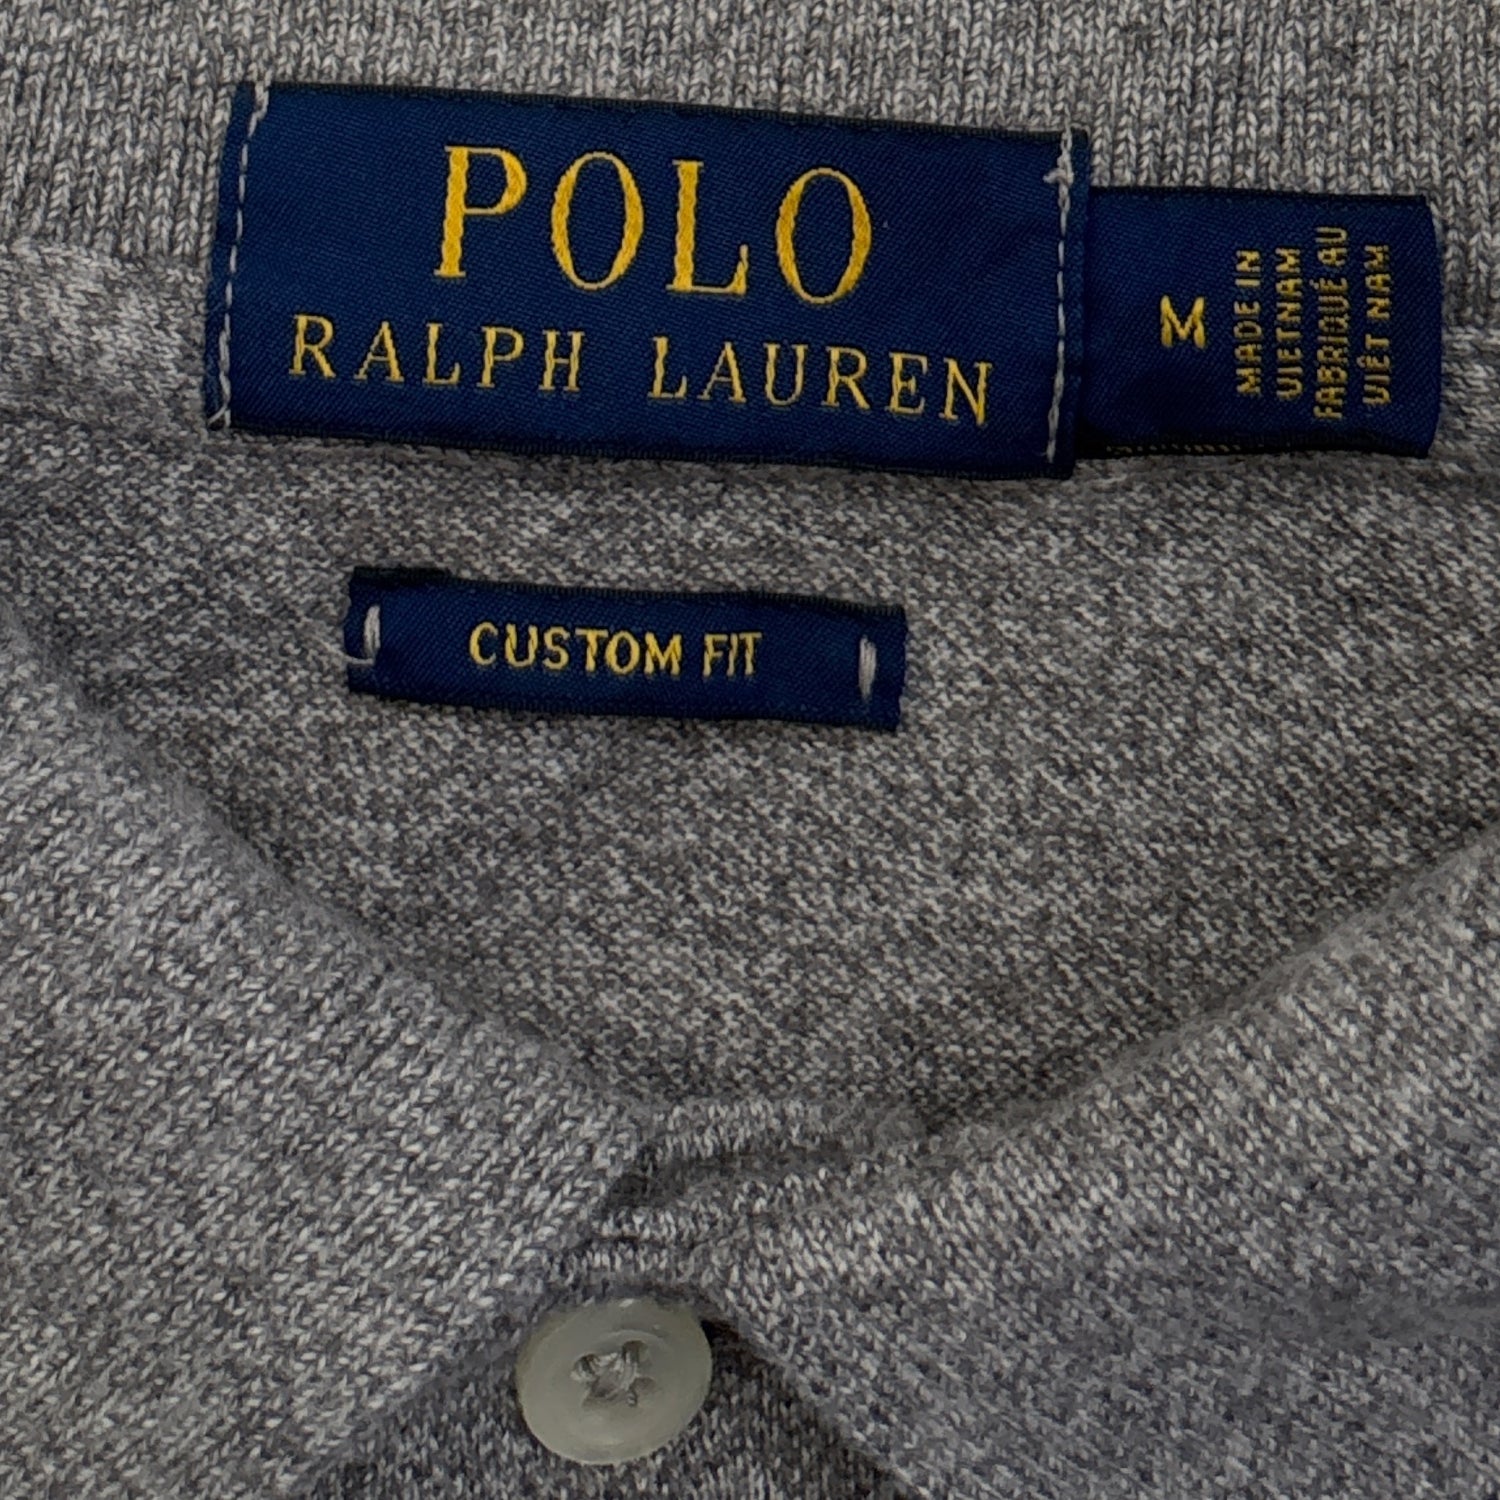 POLO
RALPH LAUREN
M
MADE IN
VIETNAM
FABRIQUÉ AU
VIÊT NAM
CUSTOM FIT